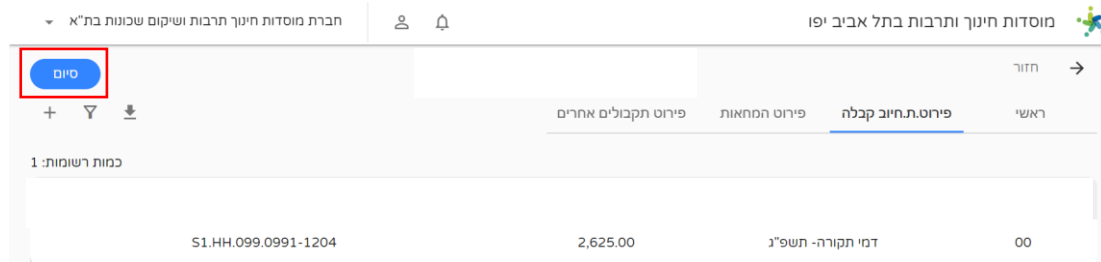 מוסדות חינוך ותרבות בתל אביב יפו
חברת מוסדות חינוך תרבות ושיקום שכונות בת"א
חזור
סיום
ראשי פירוט.ת.חיוב קבלה פירוט המחאות פירוט תקבולים אחרים
כמות רשומות: 1
00 דמי תקורה- תשפ"ג 2,625.00 S1.HH.099.0991-1204